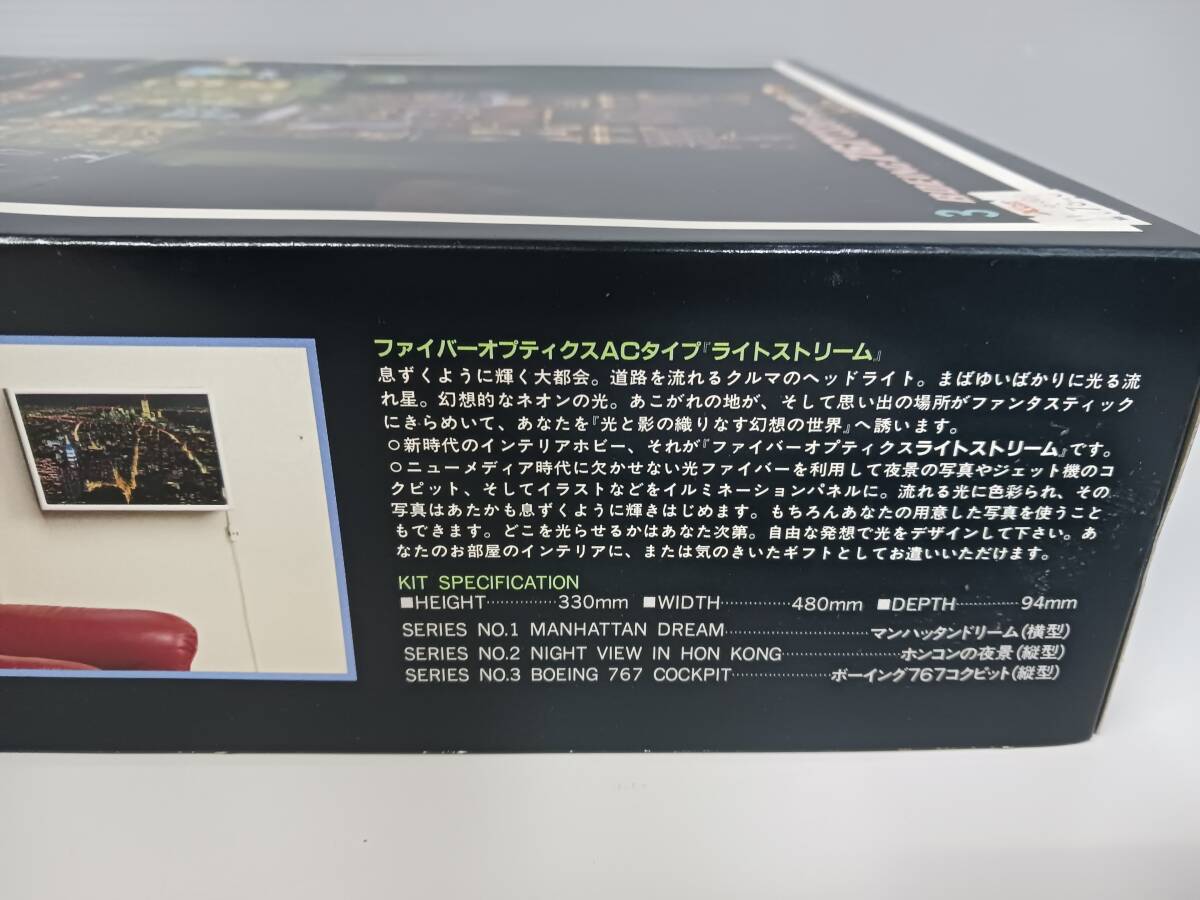 3
ファイバーオプティクスACタイプ『ライトストリーム』
息ずくように輝く大都会。道路を流れるクルマのヘッドライト。まばゆいばかりに光る流
れ星。幻想的なネオンの光。あこがれの地が、そして思い出の場所がファンタスティック
にきらめいて、あなたを『光と影の織りなす幻想の世界』へ誘います。
○新時代のインテリアホビー、それが『ファイバーオプティクスライトストリーム』です。
○ニューメディア時代に欠かせない光ファイバーを利用して夜景の写真やジェット機のコ
クピット、そしてイラストなどをイルミネーションパネルに。流れる光に色彩られ、その
写真はあたかも息ずくように輝きはじめます。もちろんあなたの用意した写真を使うこと
もできます。どこを光らせるかはあなた次第。自由な発想で光をデザインして下さい。あ
なたのお部屋のインテリアに、または気のきいたギフトとしてお遣いいただけます。
KIT SPECIFICATION
■HEIGHT‥‥‥‥‥‥‥330mm ■WIDTH‥‥‥‥‥‥‥480mm ■DEPTH‥‥‥‥‥‥94mm
SERIES NO.1 MANHATTAN DREAM‥‥‥‥‥‥‥‥‥‥‥‥‥マンハッタンドリーム(横型)
SERIES NO.2 NIGHT VIEW IN HON KONG‥‥‥‥‥‥‥‥‥‥‥ホンコンの夜景(縦型)
SERIES NO.3 BOEING 767 COCKPIT‥‥‥‥‥‥‥‥‥ボーイング767コクピット(縦型)